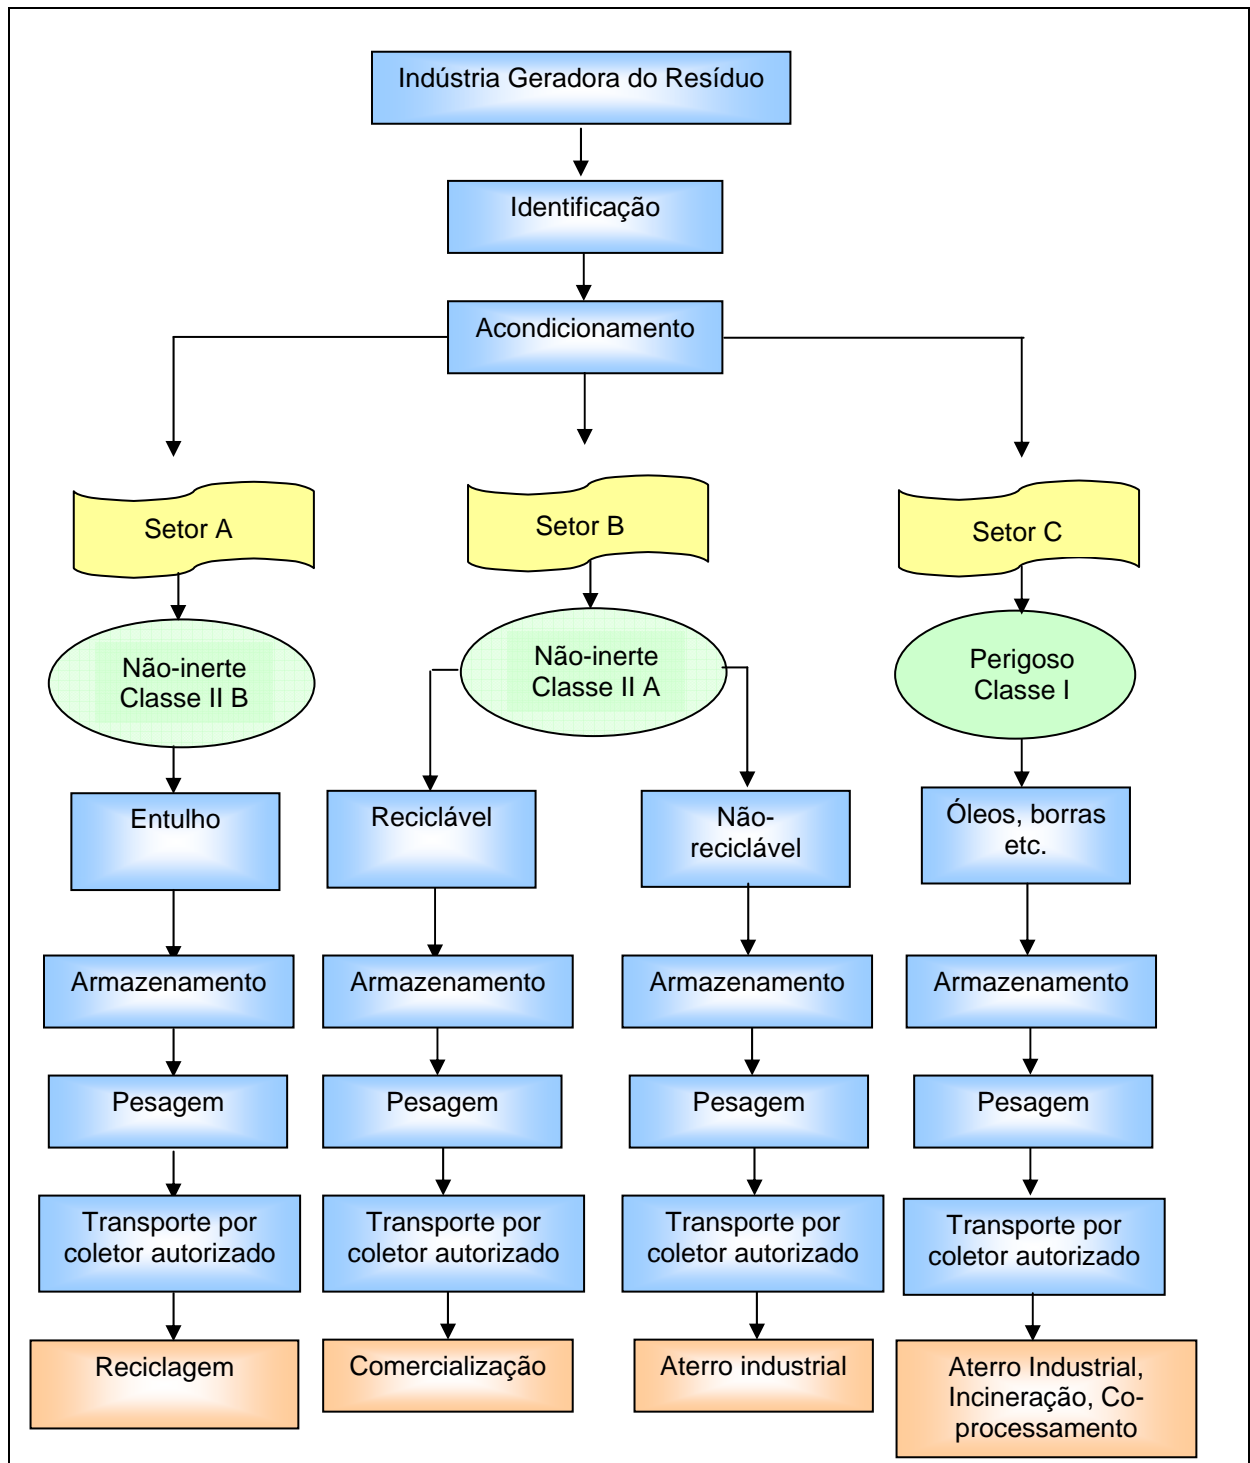 Indústria Geradora do Resíduo
Identificação
Acondicionamento
Setor A
Setor B
Setor C
Não-inerte
Classe II B
Não-inerte
Classe II A
Perigoso
Classe I
Entulho
Reciclável
Não-
reciclável
Óleos, borras
etc.
Armazenamento
Armazenamento
Armazenamento
Armazenamento
Pesagem
Pesagem
Pesagem
Pesagem
Transporte por
coletor autorizado
Transporte por
coletor autorizado
Transporte por
coletor autorizado
Transporte por
coletor autorizado
Reciclagem
Comercialização
Aterro industrial
Aterro Industrial,
Incineração, Co-
processamento